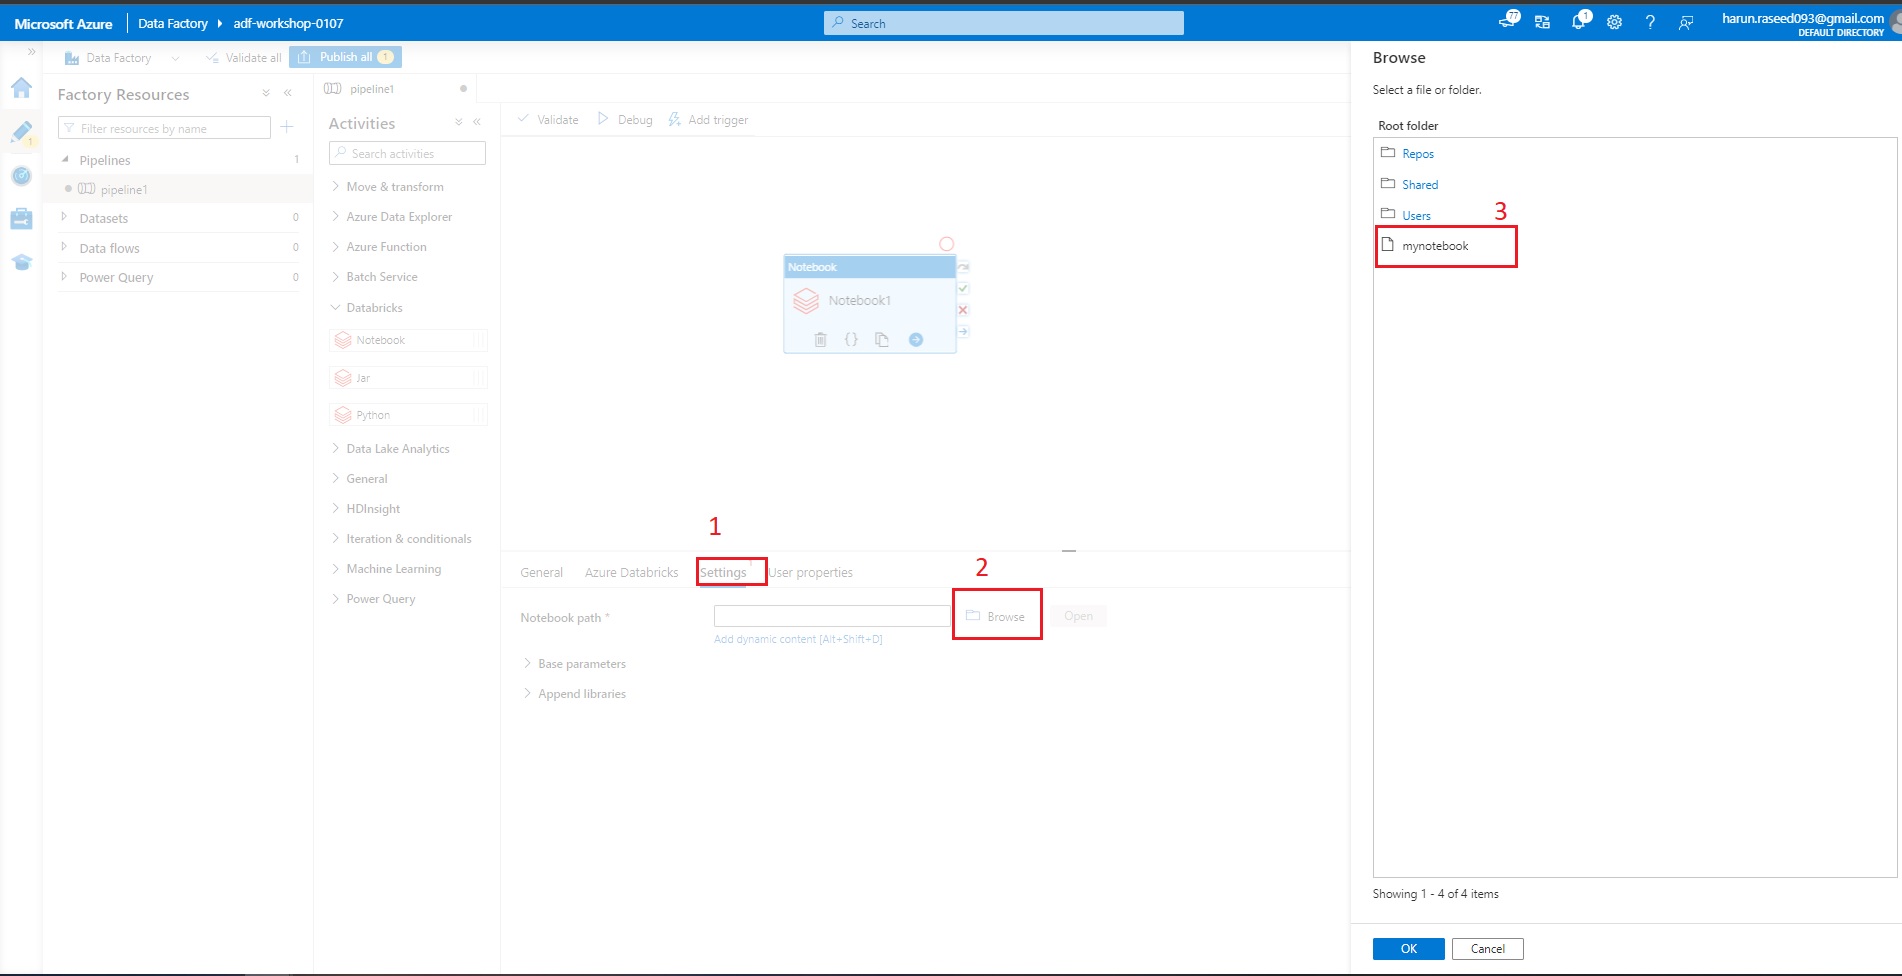 Microsoft Azure
Data Factory
adf-workshop-0107
Search
77
1
?
harun.raseed093@gmail.com
DEFAULT DIRECTORY
Data Factory
Validate all
Publish all 1
1
Factory Resources
Filter resources by name
Pipelines 1
pipeline1
Datasets 0
Data flows 0
Power Query 0
pipeline1
Activities
Search activities
Move & transform
Azure Data Explorer
Azure Function
Batch Service
Databricks
Notebook
Jar
Python
Data Lake Analytics
General
HDInsight
Iteration & conditionals
Machine Learning
Power Query
Validate
Debug
Add trigger
Notebook
Notebook1
{}
1
General
Azure Databricks
Settings 1
User properties
2
Notebook path *
Browse
Open
Add dynamic content [Alt+Shift+D]
Base parameters
Append libraries
Browse
Select a file or folder.
Root folder
Repos
Shared
Users
3
mynotebook
Showing 1 - 4 of 4 items
OK
Cancel